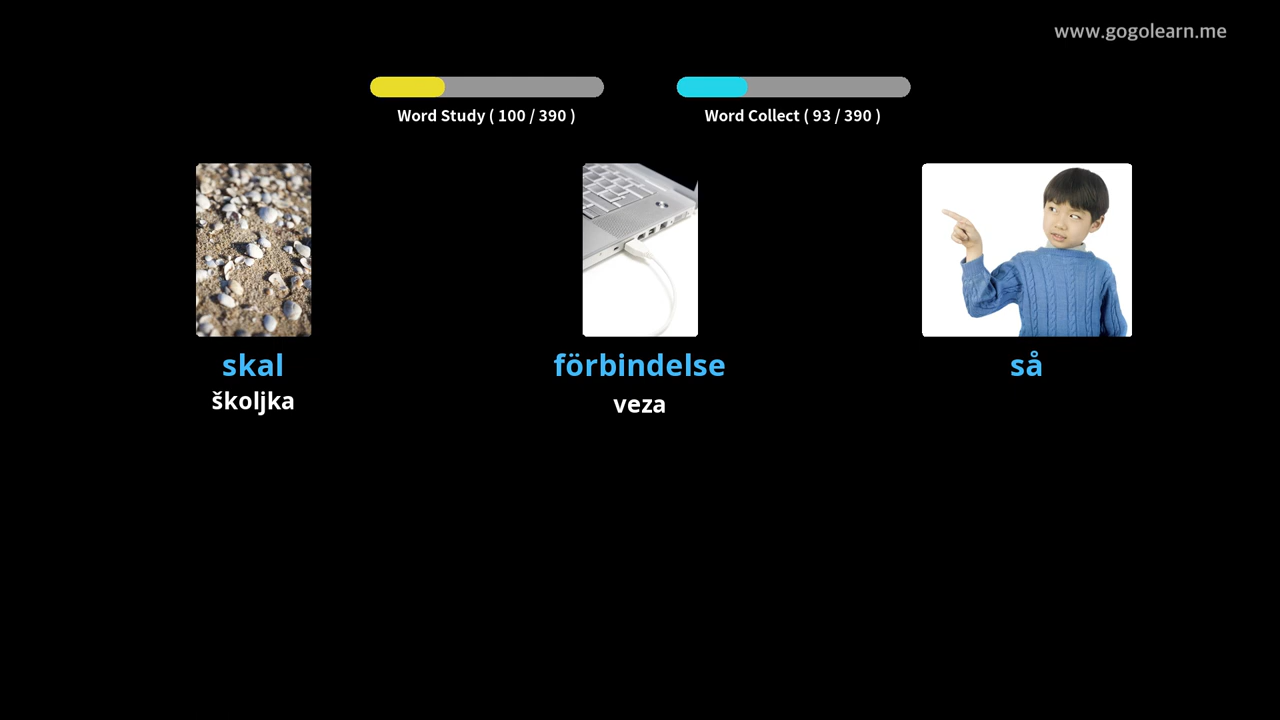 www.gogolearn.me
Word Study ( 100 / 390 )
Word Collect ( 93 / 390 )
skal
školjka
förbindelse
veza
så